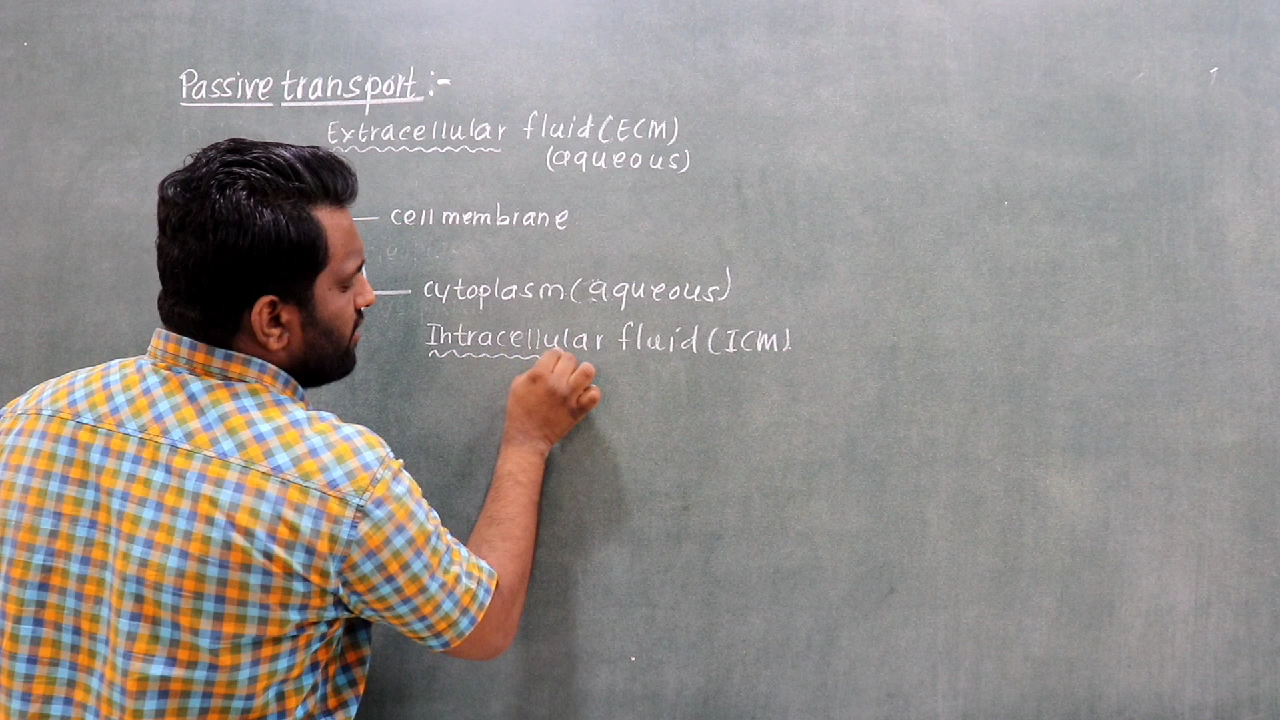 Passive transport :-
Extracellular fluid (ECM)
(aqueous)
cell membrane
cytoplasm (aqueous)
Intracellular fluid (ICM)